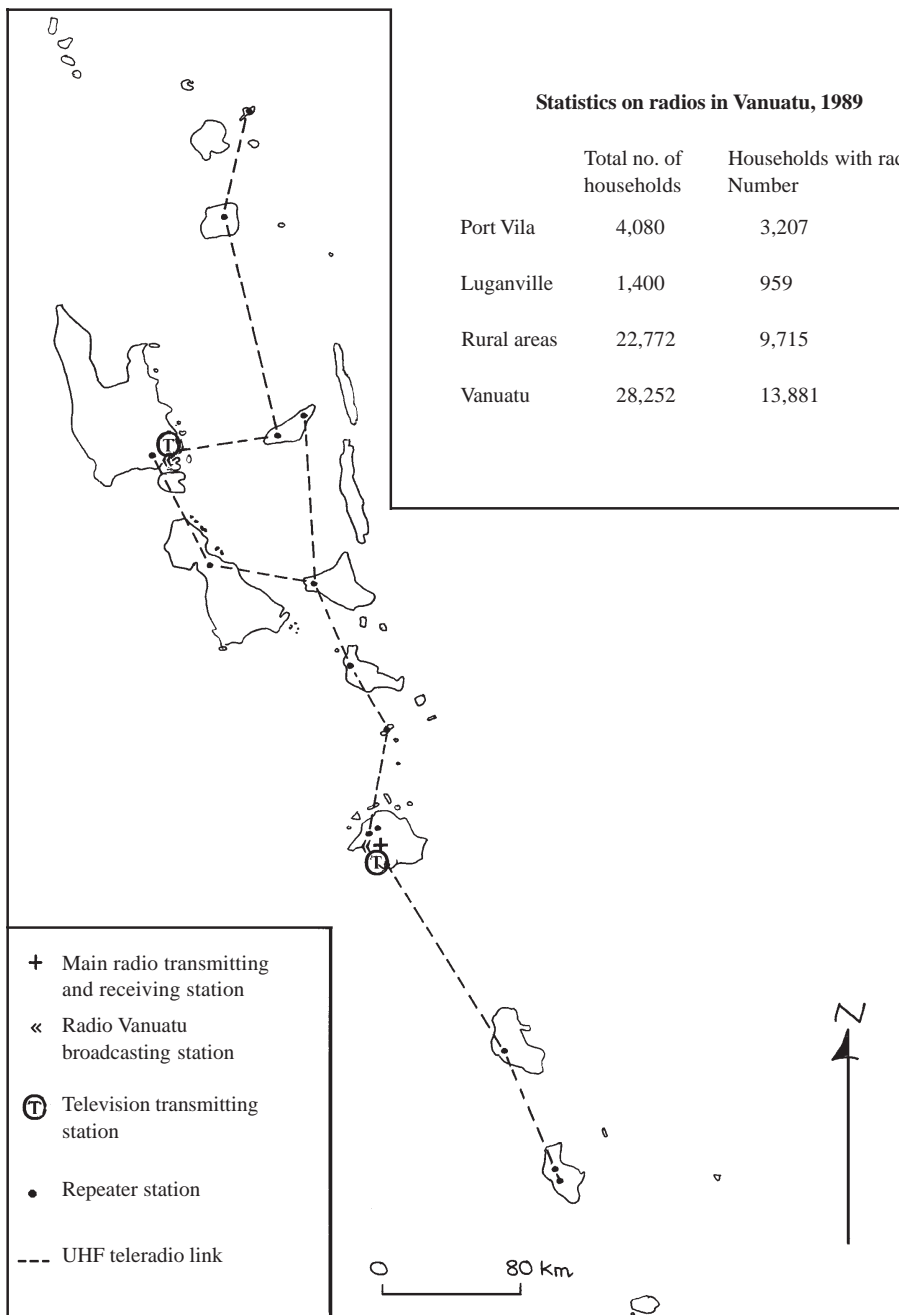 Statistics on radios in Vanuatu, 1989
Total no. of Households with
households Number
Port Vila 4,080 3,207
Luganville 1,400 959
Rural areas 22,772 9,715
Vanuatu 28,252 13,881
T
T
+ Main radio transmitting
and receiving station
« Radio Vanuatu
broadcasting station
T Television transmitting
station
• Repeater station
--- UHF teleradio link
N
0 80 km